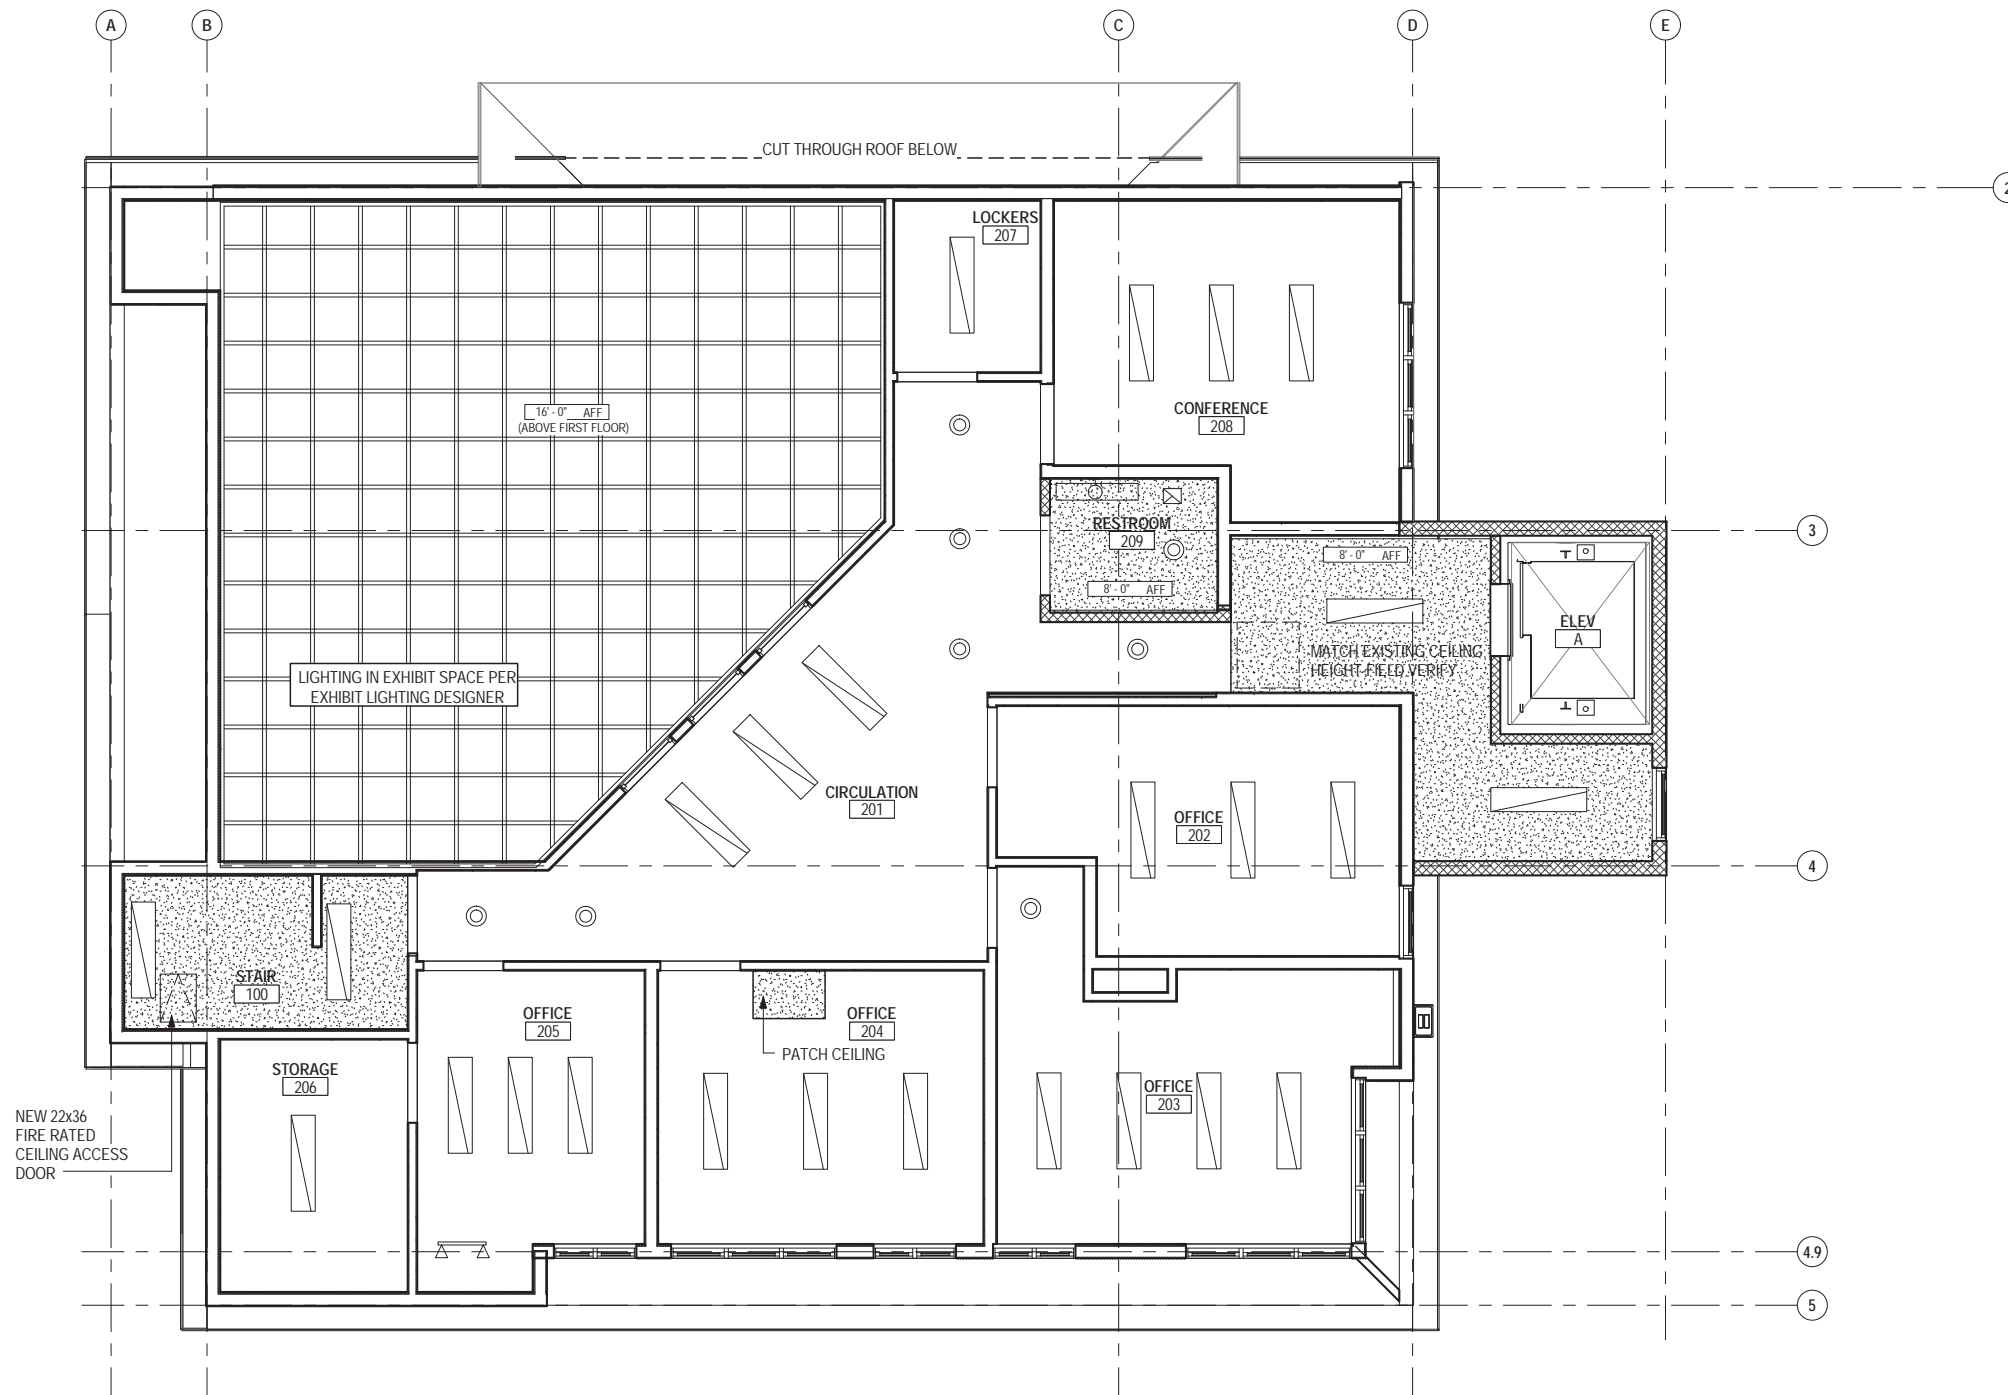 A
B
C
D
E
CUT THROUGH ROOF BELOW
2
LOCKERS
207
16' - 0" AFF
(ABOVE FIRST FLOOR)
CONFERENCE
208
RESTROOM
209
3
8' - 0" AFF
8' - 0" AFF
ELEV
A
MATCH EXISTING CEILING
HEIGHT-FIELD VERIFY
LIGHTING IN EXHIBIT SPACE PER
EXHIBIT LIGHTING DESIGNER
CIRCULATION
201
OFFICE
202
4
STAIR
100
OFFICE
205
OFFICE
204
PATCH CEILING
STORAGE
206
OFFICE
203
NEW 22x36
FIRE RATED
CEILING ACCESS
DOOR
4.9
5